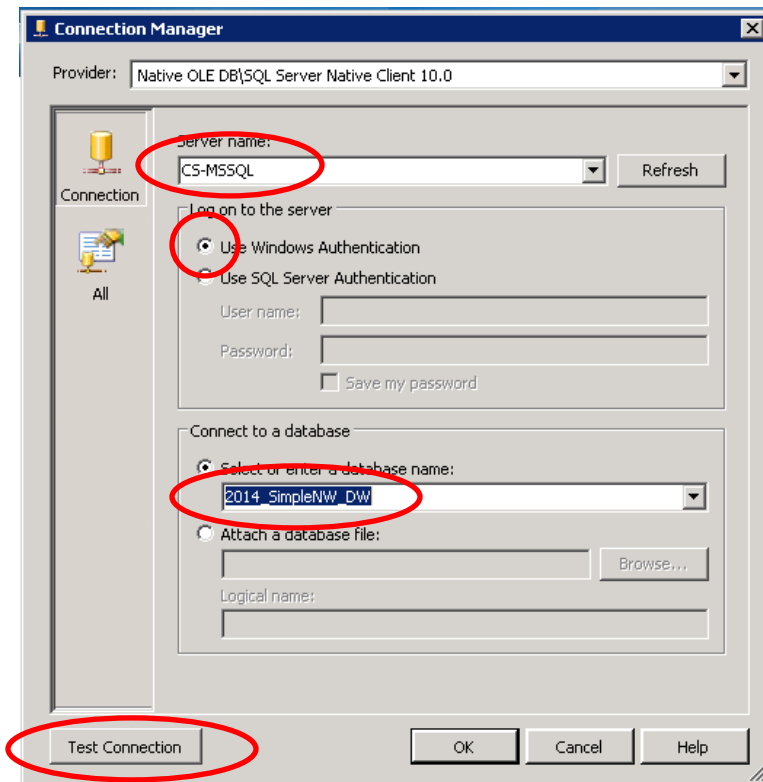 Connection Manager
Provider: Native OLE DB\SQL Server Native Client 10.0
Connection
All
Server name:
CS-MSSQL
Refresh
Log on to the server
Use Windows Authentication
Use SQL Server Authentication
User name:
Password:
Save my password
Connect to a database
Select or enter a database name:
2014_SimpleNW_DW
Attach a database file:
Browse...
Logical name:
Test Connection
OK
Cancel
Help